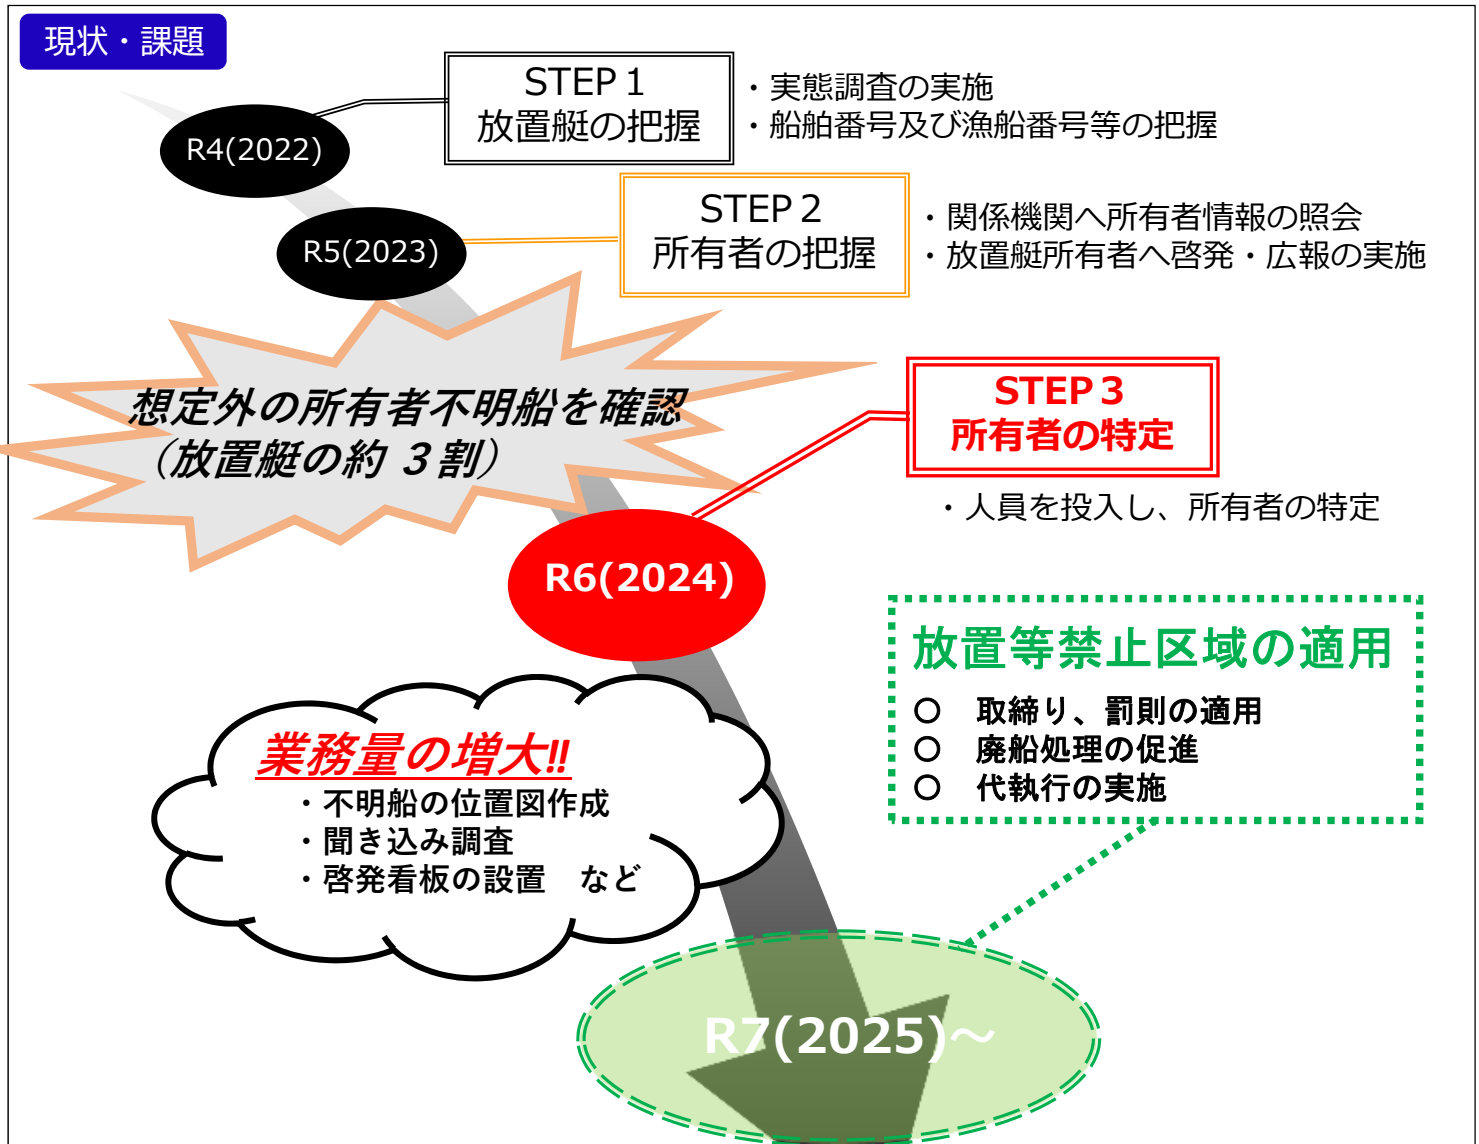 現状・課題
STEP１
放置艇の把握
・実態調査の実施
・船舶番号及び漁船番号等の把握
R4(2022)
STEP２
所有者の把握
・関係機関へ所有者情報の照会
・放置艇所有者へ啓発・広報の実施
R5(2023)
想定外の所有者不明船を確認
（放置艇の約３割）
STEP３
所有者の特定
・人員を投入し、所有者の特定
R6(2024)
放置等禁止区域の適用
○　取締り、罰則の適用
○　廃船処理の促進
○　代執行の実施
業務量の増大!!
・不明船の位置図作成
・聞き込み調査
・啓発看板の設置　など
R7(2025)～